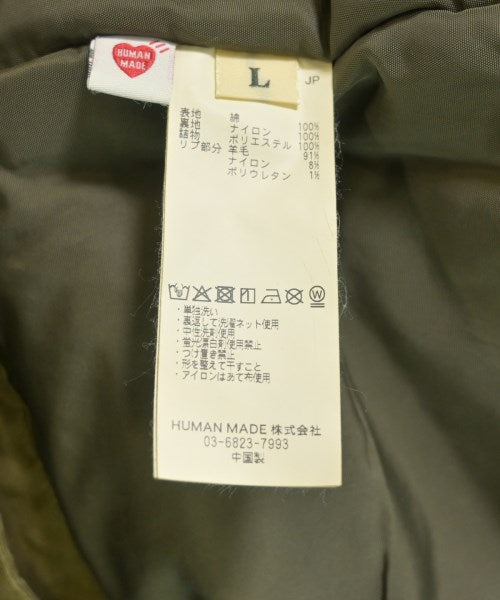 HUMAN
MADE
L
JP
表地 綿 100%
裏地 ナイロン 100%
詰物 ポリエステル 100%
リブ部分 羊毛 91%
ナイロン 8%
ポリウレタン 1%
・単独洗い
・裏返して洗濯ネット使用
・中性洗剤使用
・蛍光漂白剤使用禁止
・つけ置き禁止
・形を整えて干すこと
・アイロンはあて布使用
HUMAN MADE 株式会社
03-6823-7993
中国製